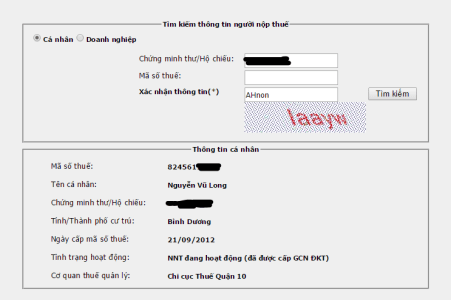 Tìm kiếm thông tin người nộp thuế
Cá nhân Doanh nghiệp
Chứng minh thư/Hộ chiếu:
Mã số thuế:
Xác nhận thông tin(*) AHnon Tìm kiếm
laayw
Thông tin cá nhân
Mã số thuế: 824561
Tên cá nhân: Nguyễn Vũ Long
Chứng minh thư/Hộ chiếu:
Tỉnh/Thành phố cư trú: Bình Dương
Ngày cấp mã số thuế: 21/09/2012
Tình trạng hoạt động: NNT đang hoạt động (đã được cấp GCN ĐKT)
Cơ quan thuế quản lý: Chi cục Thuế Quận 10